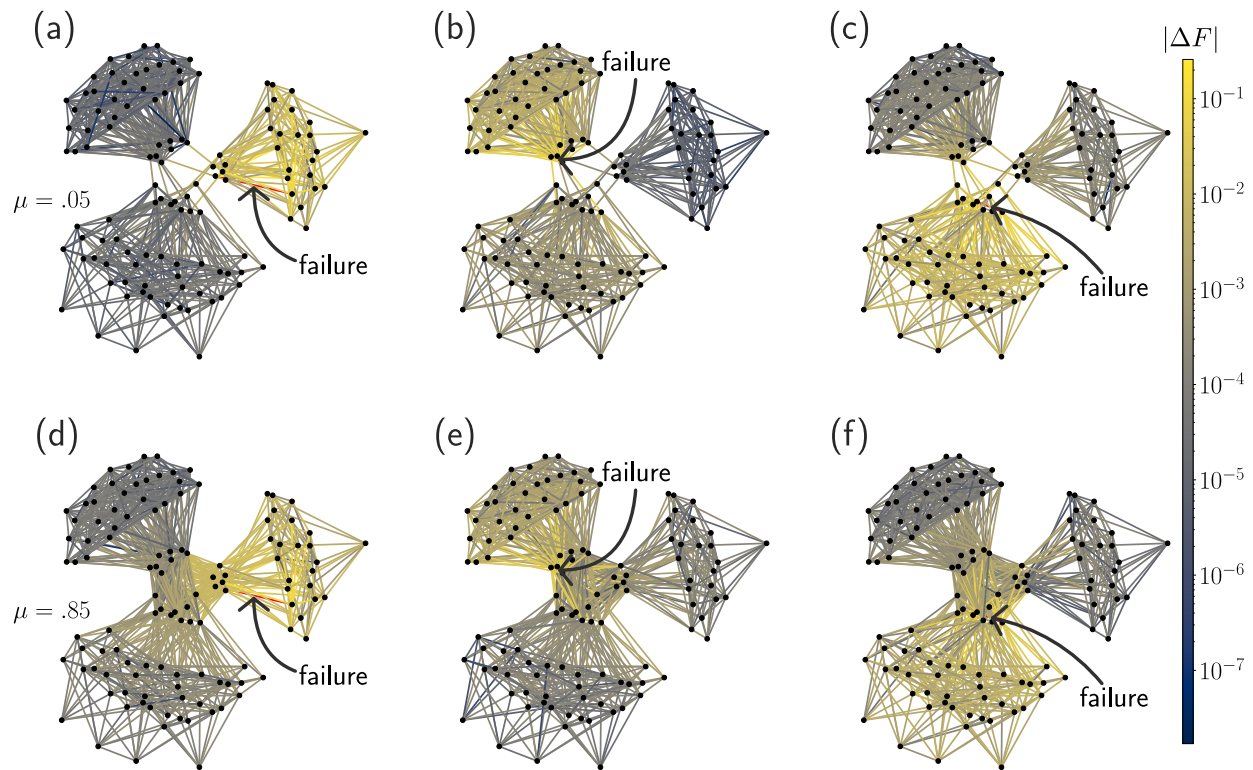 (a)
(b)
(c)
|ΔF|
failure
failure
failure
μ = .05
10⁻¹
10⁻²
10⁻³
10⁻⁴
10⁻⁵
10⁻⁶
10⁻⁷
(d)
(e)
(f)
failure
failure
failure
μ = .85